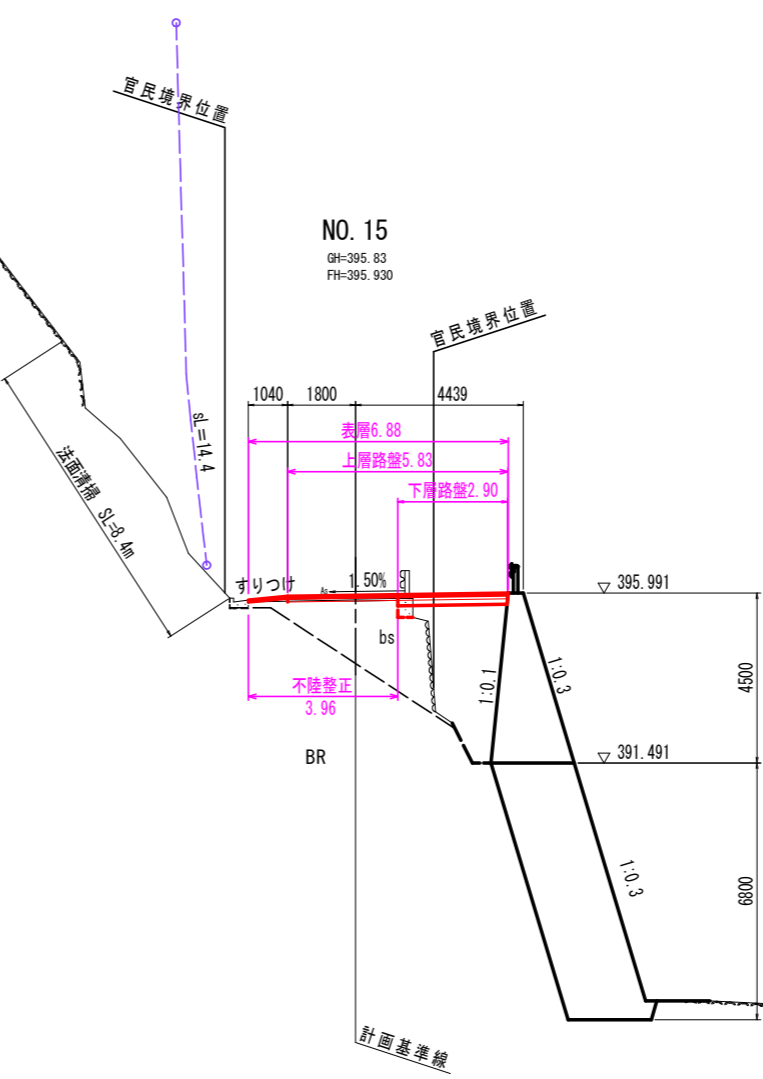 官民境界位置
NO. 15
GH=395.83
FH=395.930
官民境界位置
1040
1800
4439
表層6.88
sL=14.4
上層路盤5.83
法面清掃 SL=8.4m
下層路盤2.90
すりつけ
As
1.50%
395.991
bs
1:0.1
1:0.3
4500
不陸整正
3.96
BR
391.491
1:0.3
6800
計画基準線